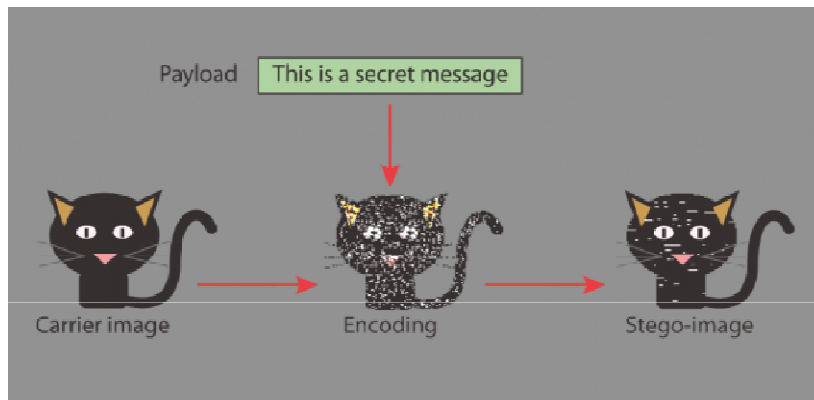 Payload
This is a secret message
Carrier image
Encoding
Stego-image